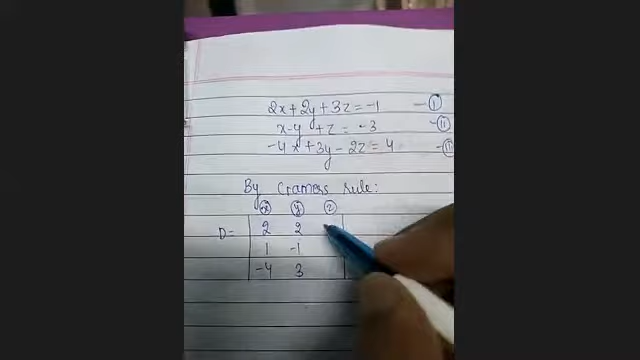 2x+2y+3z=-1 -(i)
x-y+z=-3 -(ii)
-4x+3y-2z=4 -(iii)
By Cramers rule:
(x) (y) (z)
D= | 2 2
1 -1
-4 3 |